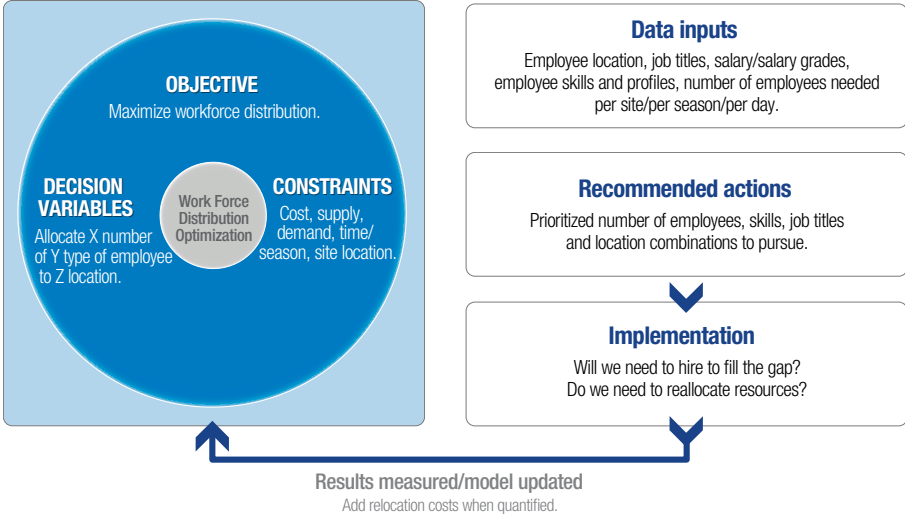 OBJECTIVE
Maximize workforce distribution.
DECISION
VARIABLES
Allocate X number
of Y type of employee
to Z location.
Work Force
Distribution
Optimization
CONSTRAINTS
Cost, supply,
demand, time/
season, site location.
Data inputs
Employee location, job titles, salary/salary grades,
employee skills and profiles, number of employees needed
per site/per season/per day.
Recommended actions
Prioritized number of employees, skills, job titles
and location combinations to pursue.
Implementation
Will we need to hire to fill the gap?
Do we need to reallocate resources?
Results measured/model updated
Add relocation costs when quantified.